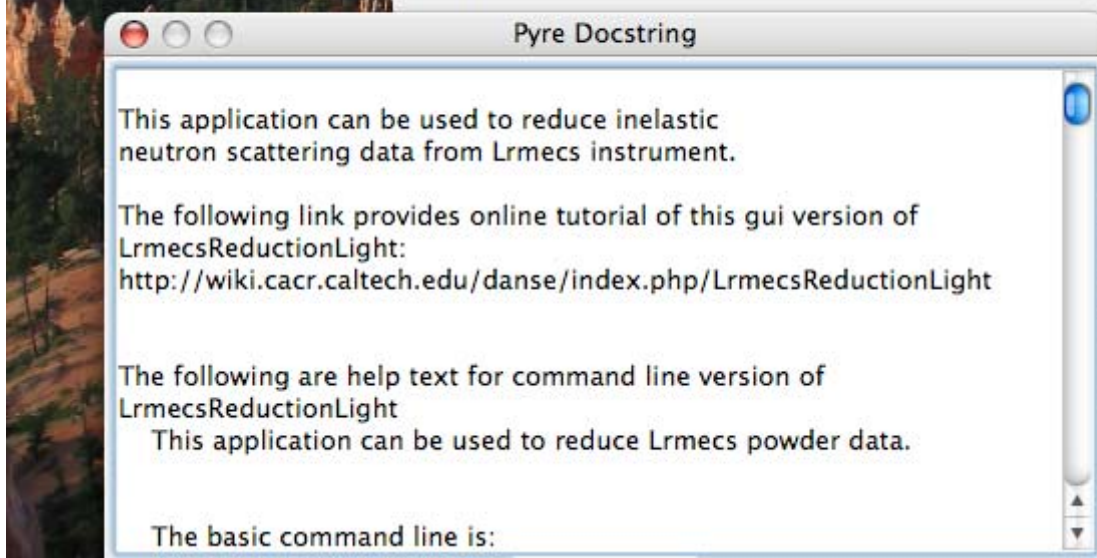 Pyre Docstring
This application can be used to reduce inelastic
neutron scattering data from Lrmecs instrument.
The following link provides online tutorial of this gui version of
LrmecsReductionLight:
http://wiki.cacr.caltech.edu/danse/index.php/LrmecsReductionLight
The following are help text for command line version of
LrmecsReductionLight
This application can be used to reduce Lrmecs powder data.
The basic command line is: